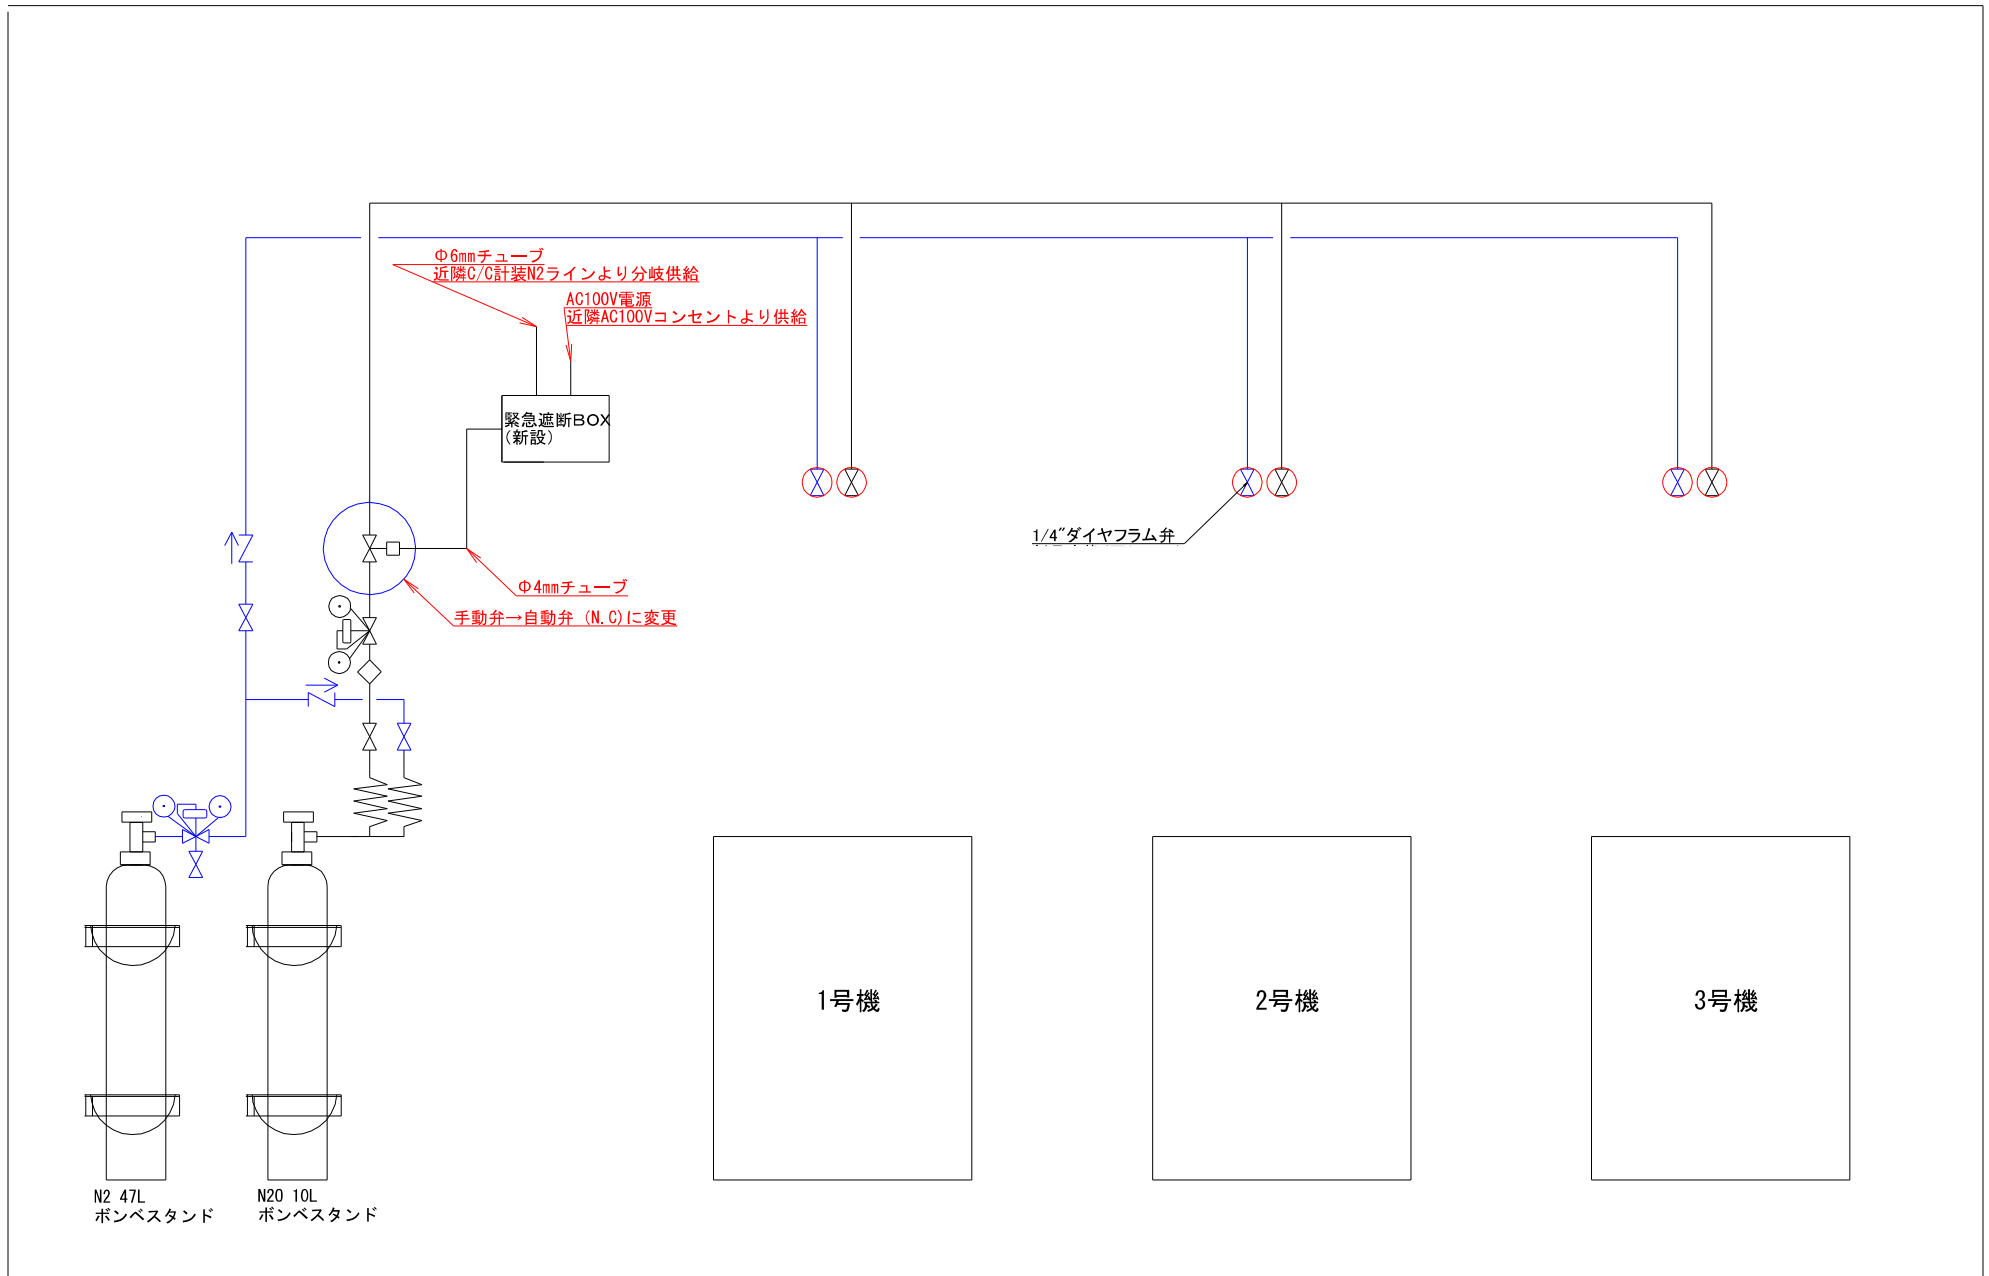 Φ6mmチューブ
近隣C/C計装N2ラインより分岐供給
AC100V電源
近隣AC100Vコンセントより供給
緊急遮断BOX
(新設)
1/4"ダイヤフラム弁
Φ4mmチューブ
手動弁→自動弁 (N.C)に変更
1号機
2号機
3号機
N2 47L
ボンベスタンド
N2O 10L
ボンベスタンド